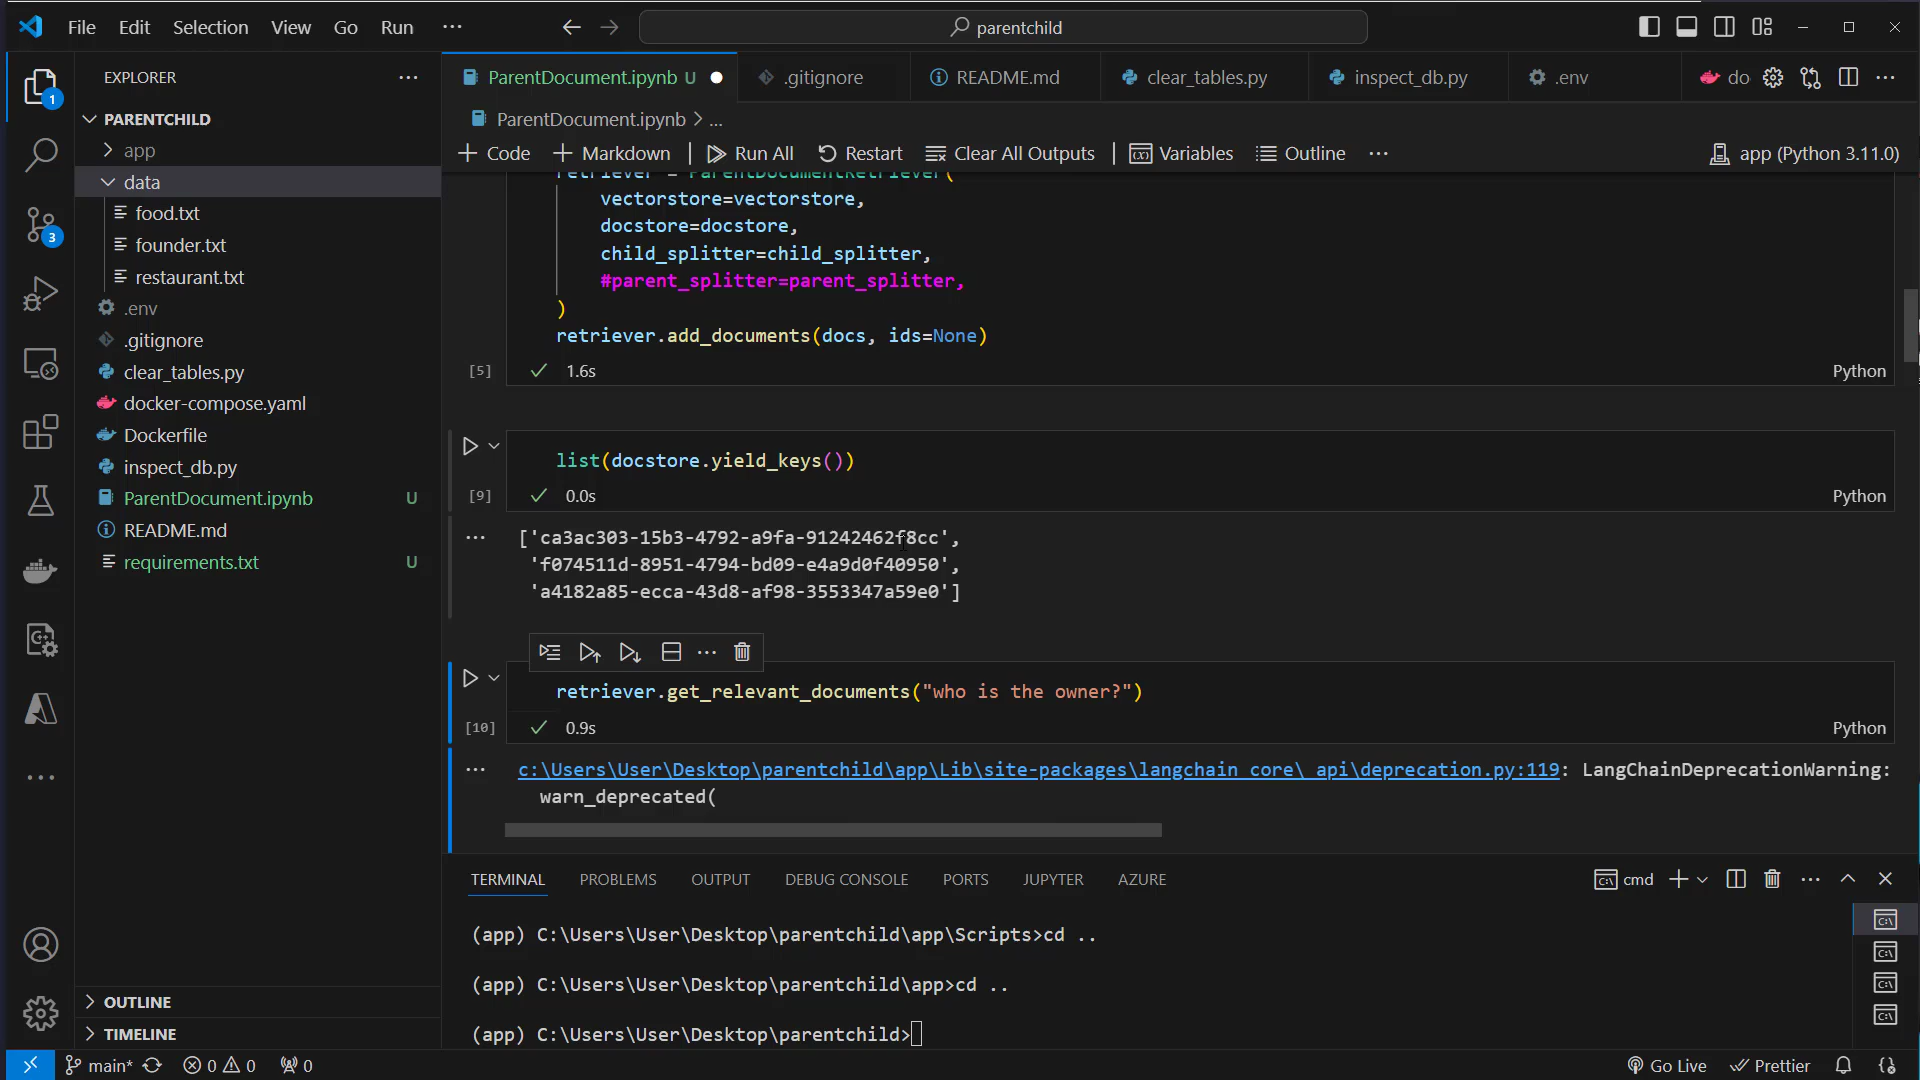 File Edit Selection View Go Run ...
parentchild
EXPLORER
PARENTCHILD
app
data
food.txt
founder.txt
restaurant.txt
.env
.gitignore
clear_tables.py
docker-compose.yaml
Dockerfile
inspect_db.py
ParentDocument.ipynb U
README.md
requirements.txt U
OUTLINE
TIMELINE
1
3
ParentDocument.ipynb U .gitignore README.md clear_tables.py inspect_db.py .env do
ParentDocument.ipynb > ...
Code Markdown Run All Restart Clear All Outputs Variables Outline ... app (Python 3.11.0)
retriever = ParentDocumentRetriever(
vectorstore=vectorstore,
docstore=docstore,
child_splitter=child_splitter,
#parent_splitter=parent_splitter,
)
retriever.add_documents(docs, ids=None)
[5] 1.6s Python
list(docstore.yield_keys())
[9] 0.0s Python
['ca3ac303-15b3-4792-a9fa-91242462f8cc',
'f074511d-8951-4794-bd09-e4a9d0f40950',
'a4182a85-ecca-43d8-af98-3553347a59e0']
retriever.get_relevant_documents("who is the owner?")
[10] 0.9s Python
c:\Users\User\Desktop\parentchild\app\Lib\site-packages\langchain_core\_api\deprecation.py:119: LangChainDeprecationWarning:
warn_deprecated(
TERMINAL PROBLEMS OUTPUT DEBUG CONSOLE PORTS JUPYTER AZURE cmd
(app) C:\Users\User\Desktop\parentchild\app\Scripts>cd ..
(app) C:\Users\User\Desktop\parentchild\app>cd ..
(app) C:\Users\User\Desktop\parentchild>
main* 0 0 0 Go Live Prettier